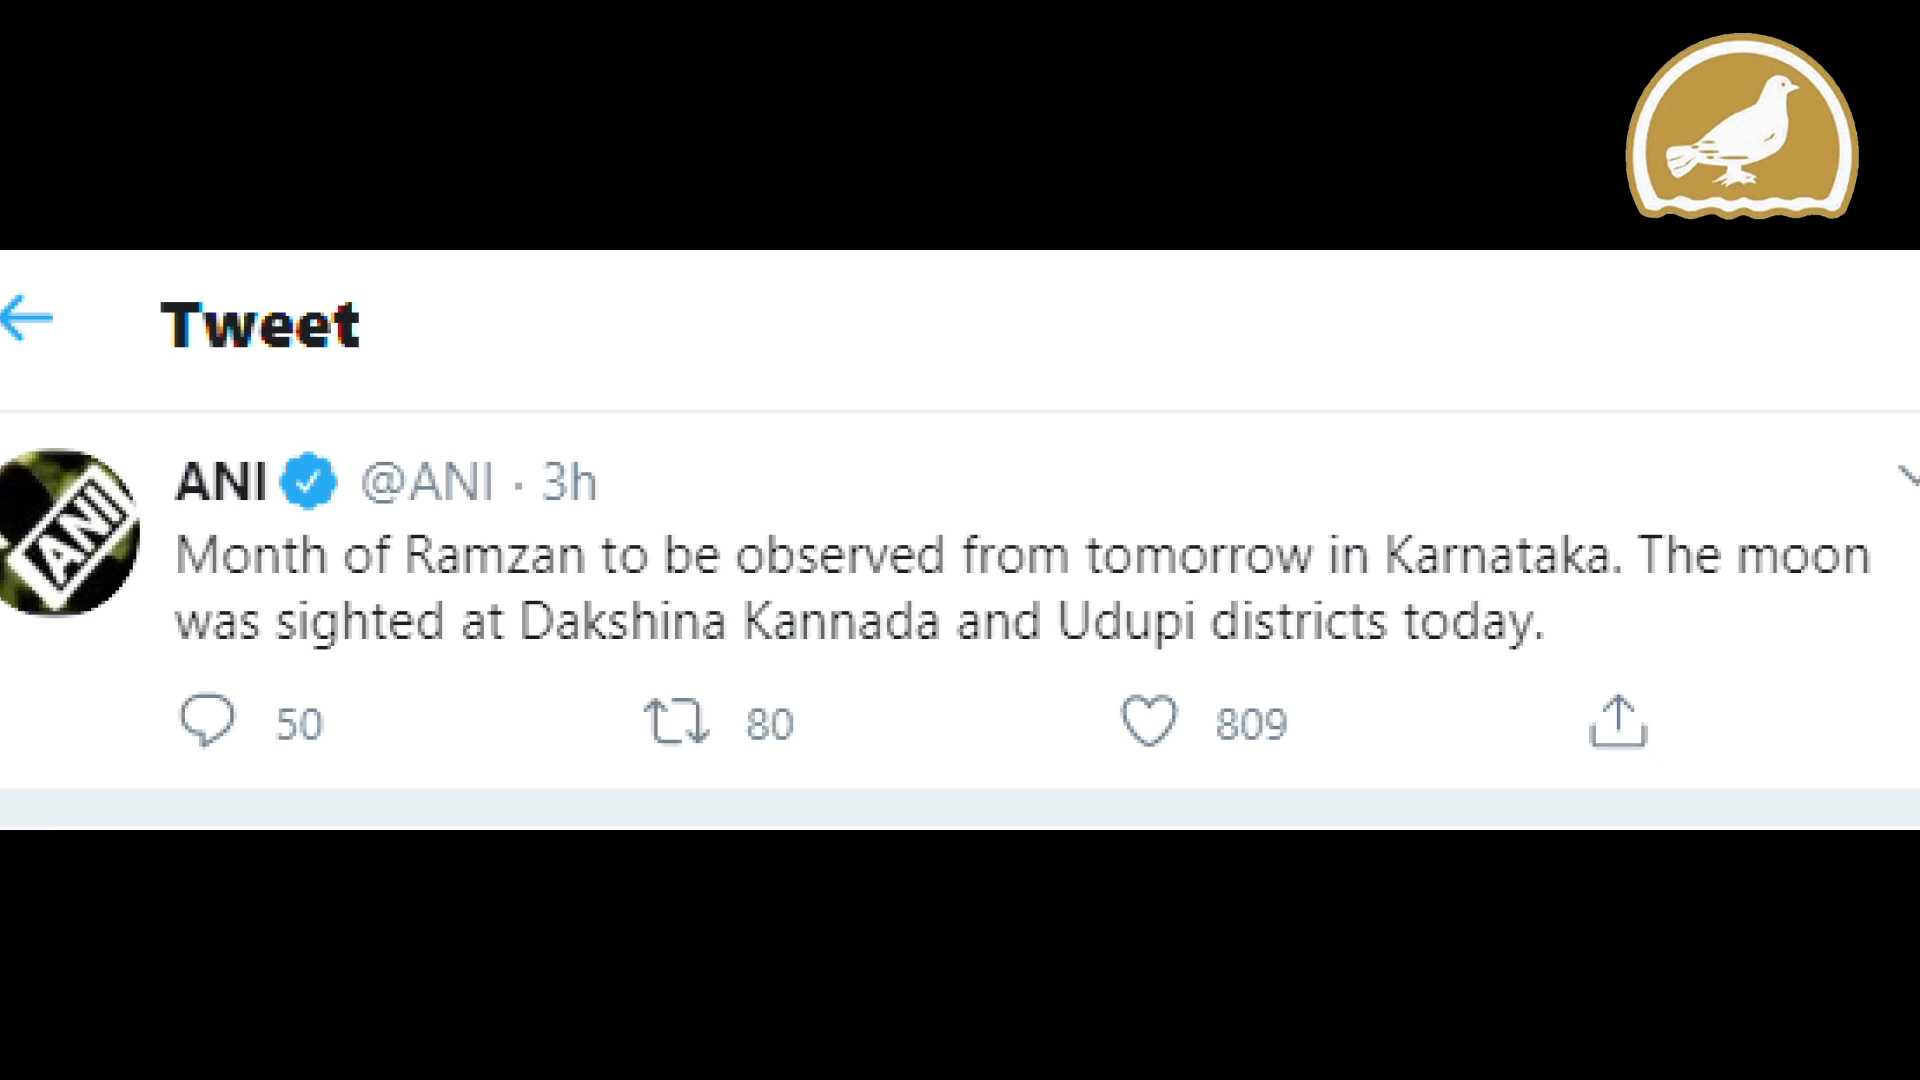 Tweet
ANI @ANI · 3h
Month of Ramzan to be observed from tomorrow in Karnataka. The moon
was sighted at Dakshina Kannada and Udupi districts today.
50 80 809
ANI